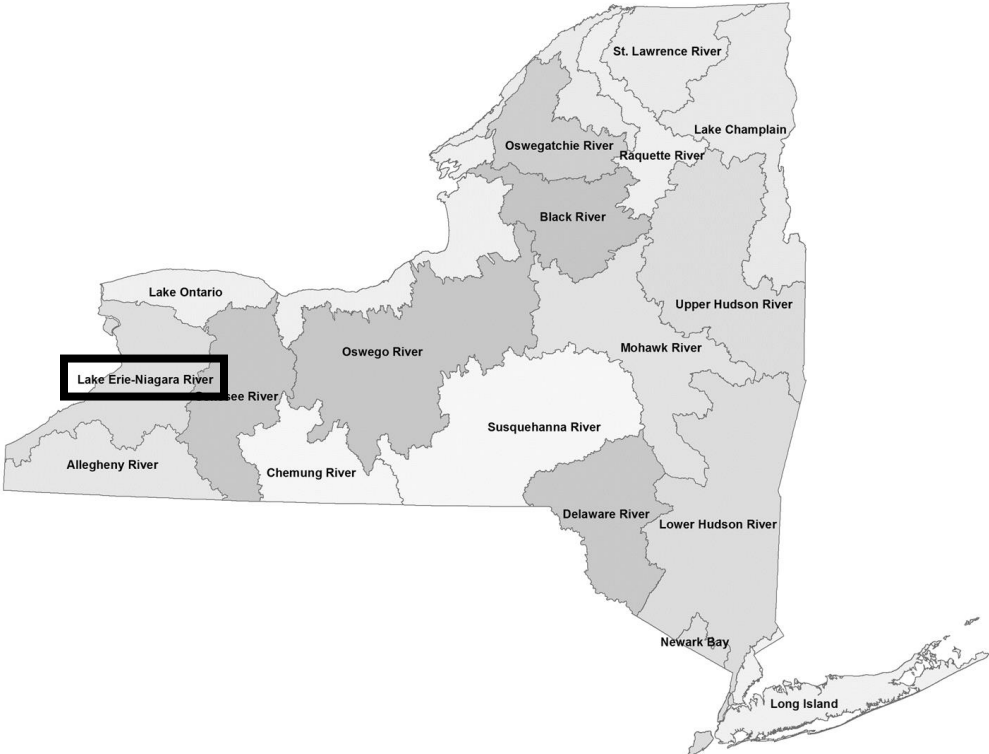 St. Lawrence River
Lake Champlain
Oswegatchie River
Raquette River
Black River
Lake Ontario
Upper Hudson River
Mohawk River
Oswego River
Lake Erie-Niagara River
River
Susquehanna River
Allegheny River
Chemung River
Delaware River
Lower Hudson River
Newark Bay
Long Island